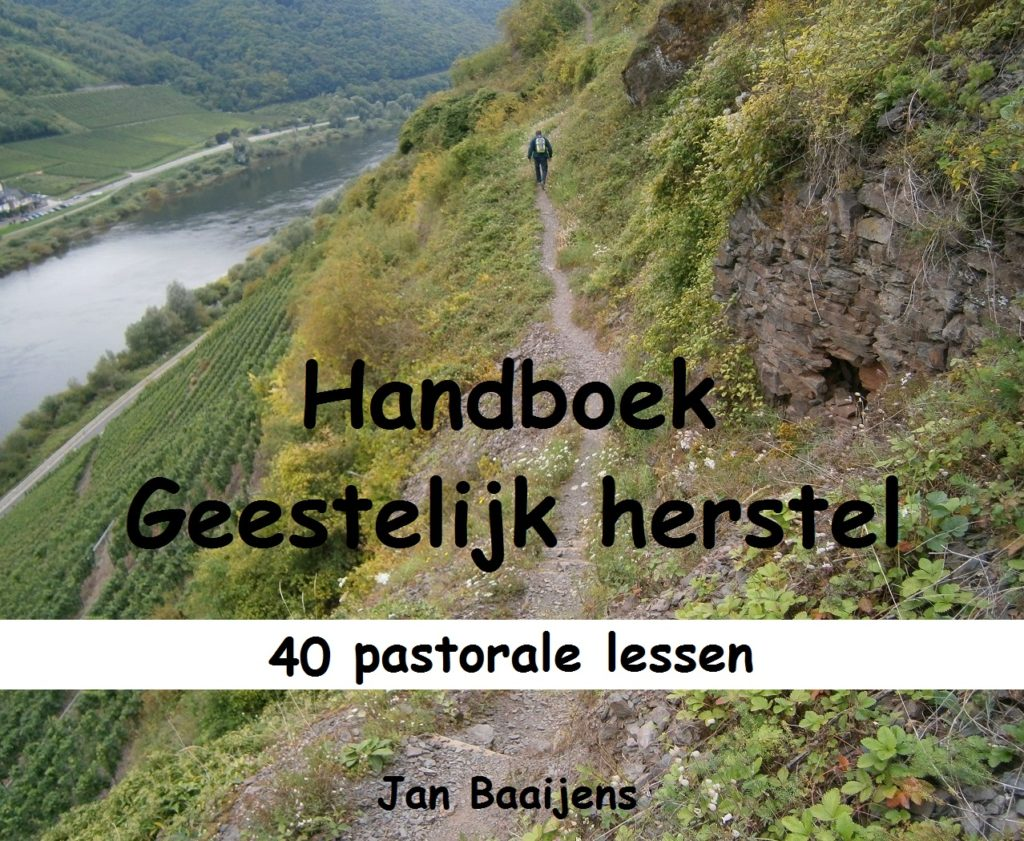 Handboek
Geestelijk herstel
40 pastorale lessen
Jan Baaijens